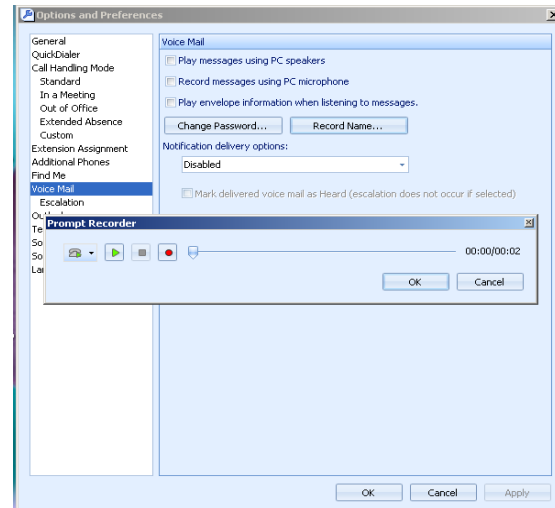 Options and Preferences
General
QuickDialer
Call Handling Mode
Standard
In a Meeting
Out of Office
Extended Absence
Custom
Extension Assignment
Additional Phones
Find Me
Voice Mail
Escalation
Voice Mail
Play messages using PC speakers
Record messages using PC microphone
Play envelope information when listening to messages.
Change Password... Record Name...
Notification delivery options:
Disabled
Mark delivered voice mail as Heard (escalation does not occur if selected)
Prompt Recorder
00:00/00:02
OK Cancel
OK Cancel Apply